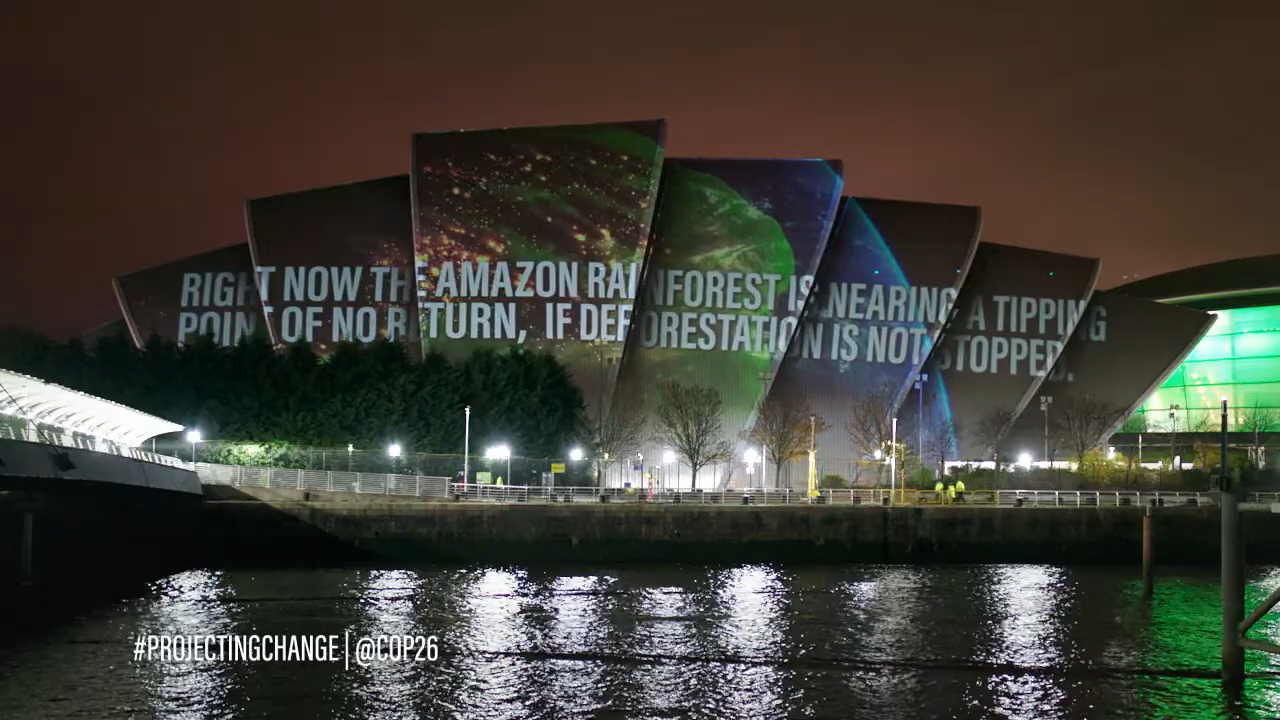 RIGHT NOW THE AMAZON RAINFOREST IS NEARING A TIPPING
POINT OF NO RETURN, IF DEFORESTATION IS NOT STOPPED.
#PROJECTINGCHANGE | @COP26